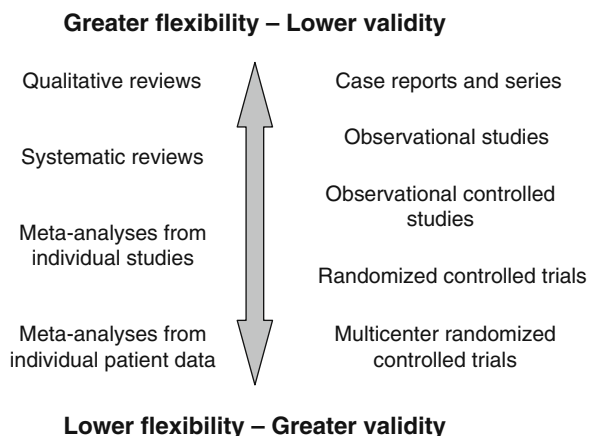 Greater flexibility – Lower validity
Qualitative reviews
Systematic reviews
Meta-analyses from
individual studies
Meta-analyses from
individual patient data
Case reports and series
Observational studies
Observational controlled
studies
Randomized controlled trials
Multicenter randomized
controlled trials
Lower flexibility – Greater validity